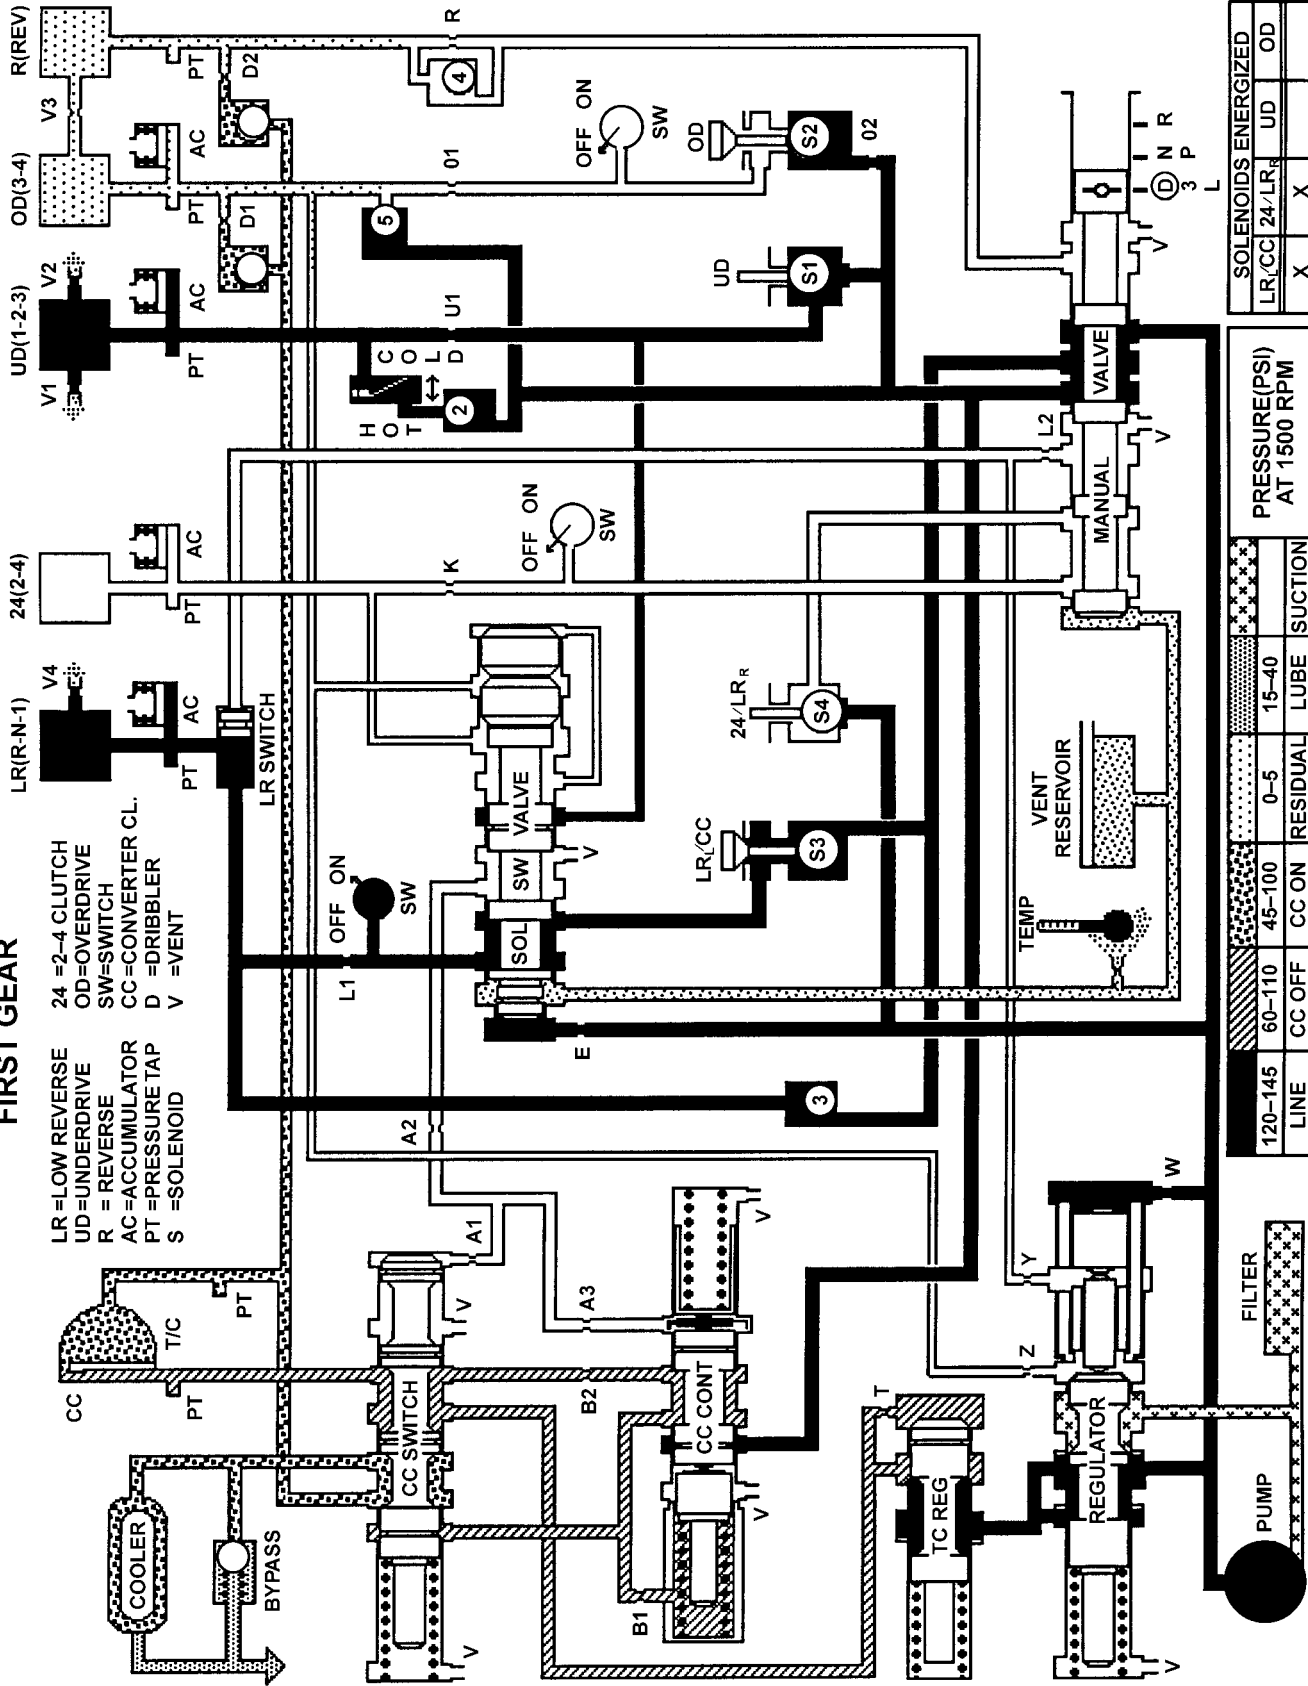 FIRST GEAR
LR =LOW REVERSE
UD=UNDERDRIVE
R = REVERSE
AC=ACCUMULATOR
PT =PRESSURE TAP
S =SOLENOID
24 =2–4 CLUTCH
OD=OVERDRIVE
SW=SWITCH
CC =CONVERTER CL.
D =DRIBBLER
V =VENT
LR(R-N-1)
V4
24(2-4)
UD(1-2-3)
V1
V2
OD(3-4)
V3
R(REV)
PT
AC
PT
AC
PT
AC
PT
AC
PT
D1
D2
LR SWITCH
CC
T/C
PT
PT
COOLER
BYPASS
CC SWITCH
V
V
A1
A2
A3
B2
B1
CC CONT
V
V
L1
OFF ON
SW
SOL SW VALVE
V
E
K
OFF ON
SW
HOT
COLD
2
U1
5
01
R
4
OFF ON
SW
UD
S1
OD
S2
02
24/LRR
S4
LRL/CC
S3
3
TEMP
VENT
RESERVOIR
MANUAL VALVE
L2
V
V
D N R
3 P
L
T
TC REG
Z
Y
W
REGULATOR
V
PUMP
FILTER
120–145 60–110 45–100 0–5 15–40
LINE CC OFF CC ON RESIDUAL LUBE SUCTION
PRESSURE(PSI)
AT 1500 RPM
SOLENOIDS ENERGIZED
LRL/CC 24/LRR UD OD
X X